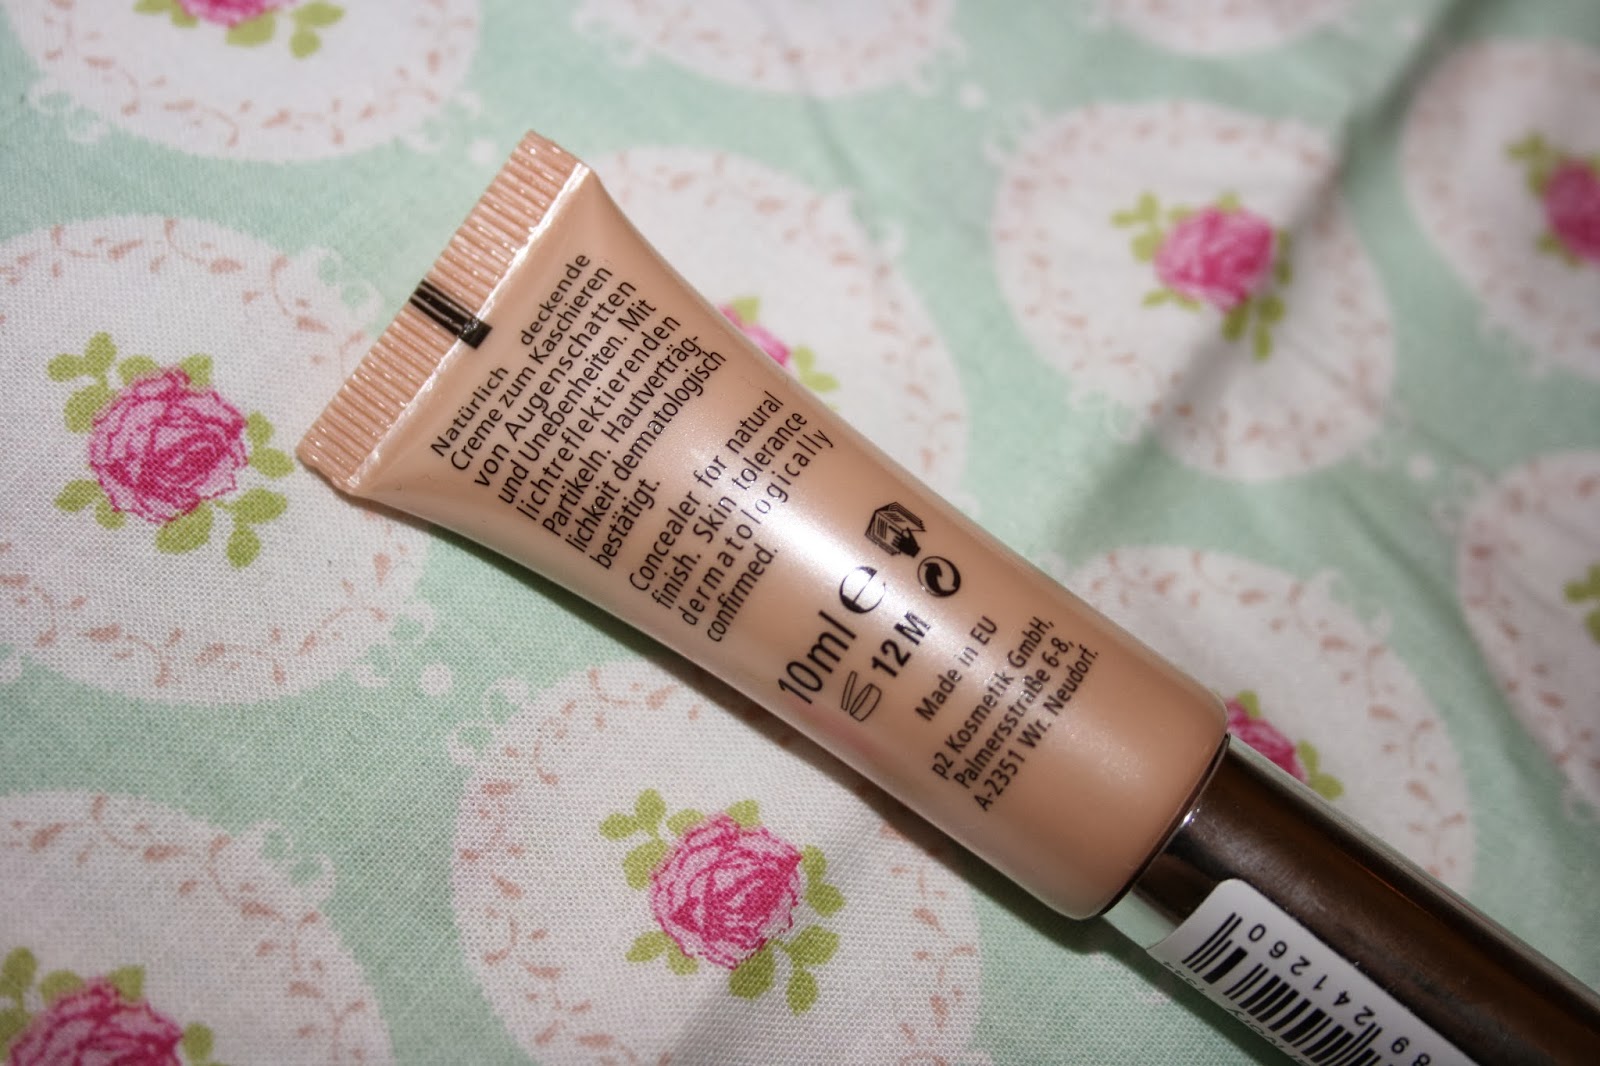 Natürlich deckende
Creme zum Kaschieren
von Augenschatten
und Unebenheiten. Mit
lichtreflektierenden
Partikeln. Hautverträg-
lichkeit dermatologisch
bestätigt.
Concealer for natural
finish. Skin tolerance
dermatologically
confirmed.
10ml e
12 M
Made in EU
p2 Kosmetik GmbH,
Palmersstraße 6-8,
A-2351 Wr. Neudorf.
89241260